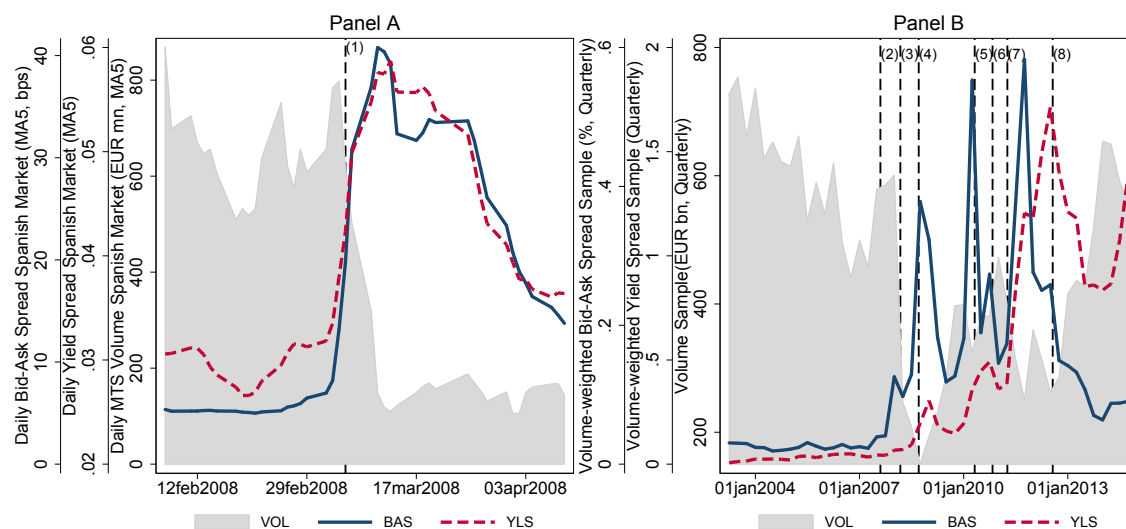 Panel A
Panel B
Daily Bid-Ask Spread Spanish Market (MA5, bps)
0 10 20 30 40
Daily Yield Spread Spanish Market (MA5)
.02 .03 .04 .05 .06
Daily MTS Volume Spanish Market (EUR mn, MA5)
0 200 400 600 800
(1)
12feb2008 29feb2008 17mar2008 03apr2008
VOL BAS YLS
Volume-weighted Bid-Ask Spread Sample (%, Quarterly)
0 .2 .4 .6
Volume-weighted Yield Spread Sample (Quarterly)
0 .5 1 1.5 2
Volume Sample(EUR bn, Quarterly)
200 400 600 800
(2) (3) (4) (5) (6) (7) (8)
01jan2004 01jan2007 01jan2010 01jan2013
VOL BAS YLS